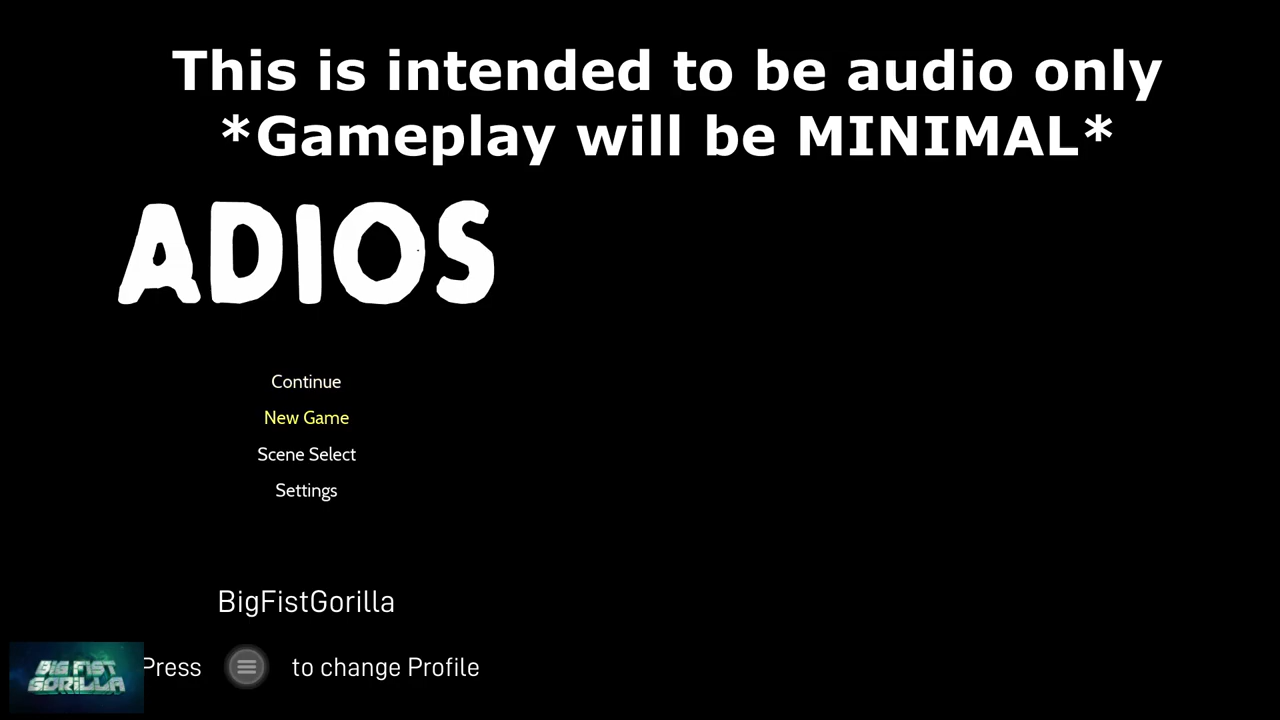 This is intended to be audio only
*Gameplay will be MINIMAL*
ADIOS
Continue
New Game
Scene Select
Settings
BigFistGorilla
Press to change Profile
BIG FIST
GORILLA